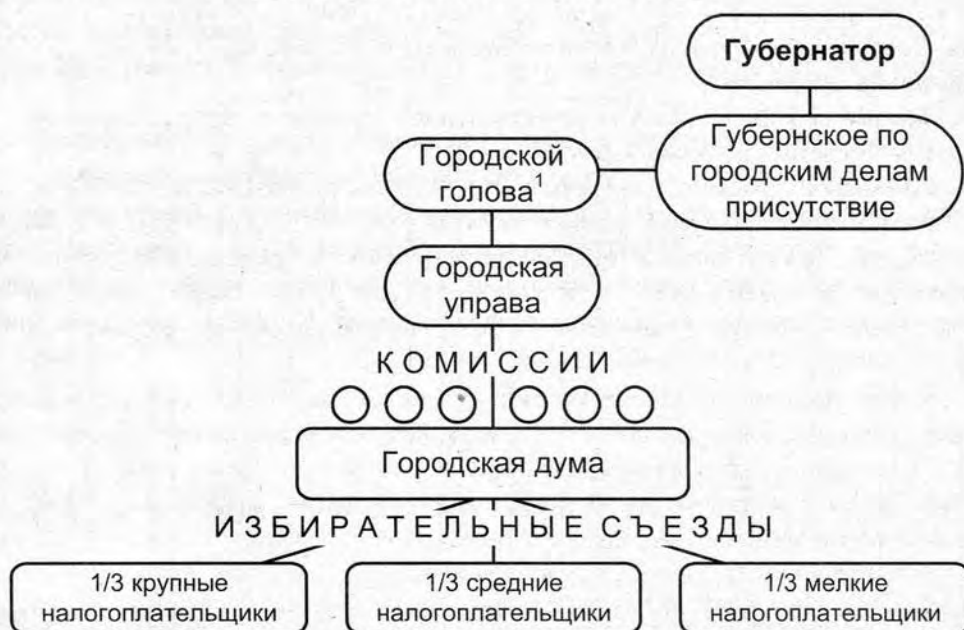 Губернатор
Губернское по
городским делам
присутствие
Городской
голова¹
Городская
управа
КОМИССИИ
Городская дума
ИЗБИРАТЕЛЬНЫЕ СЪЕЗДЫ
1/3 крупные
налогоплательщики
1/3 средние
налогоплательщики
1/3 мелкие
налогоплательщики